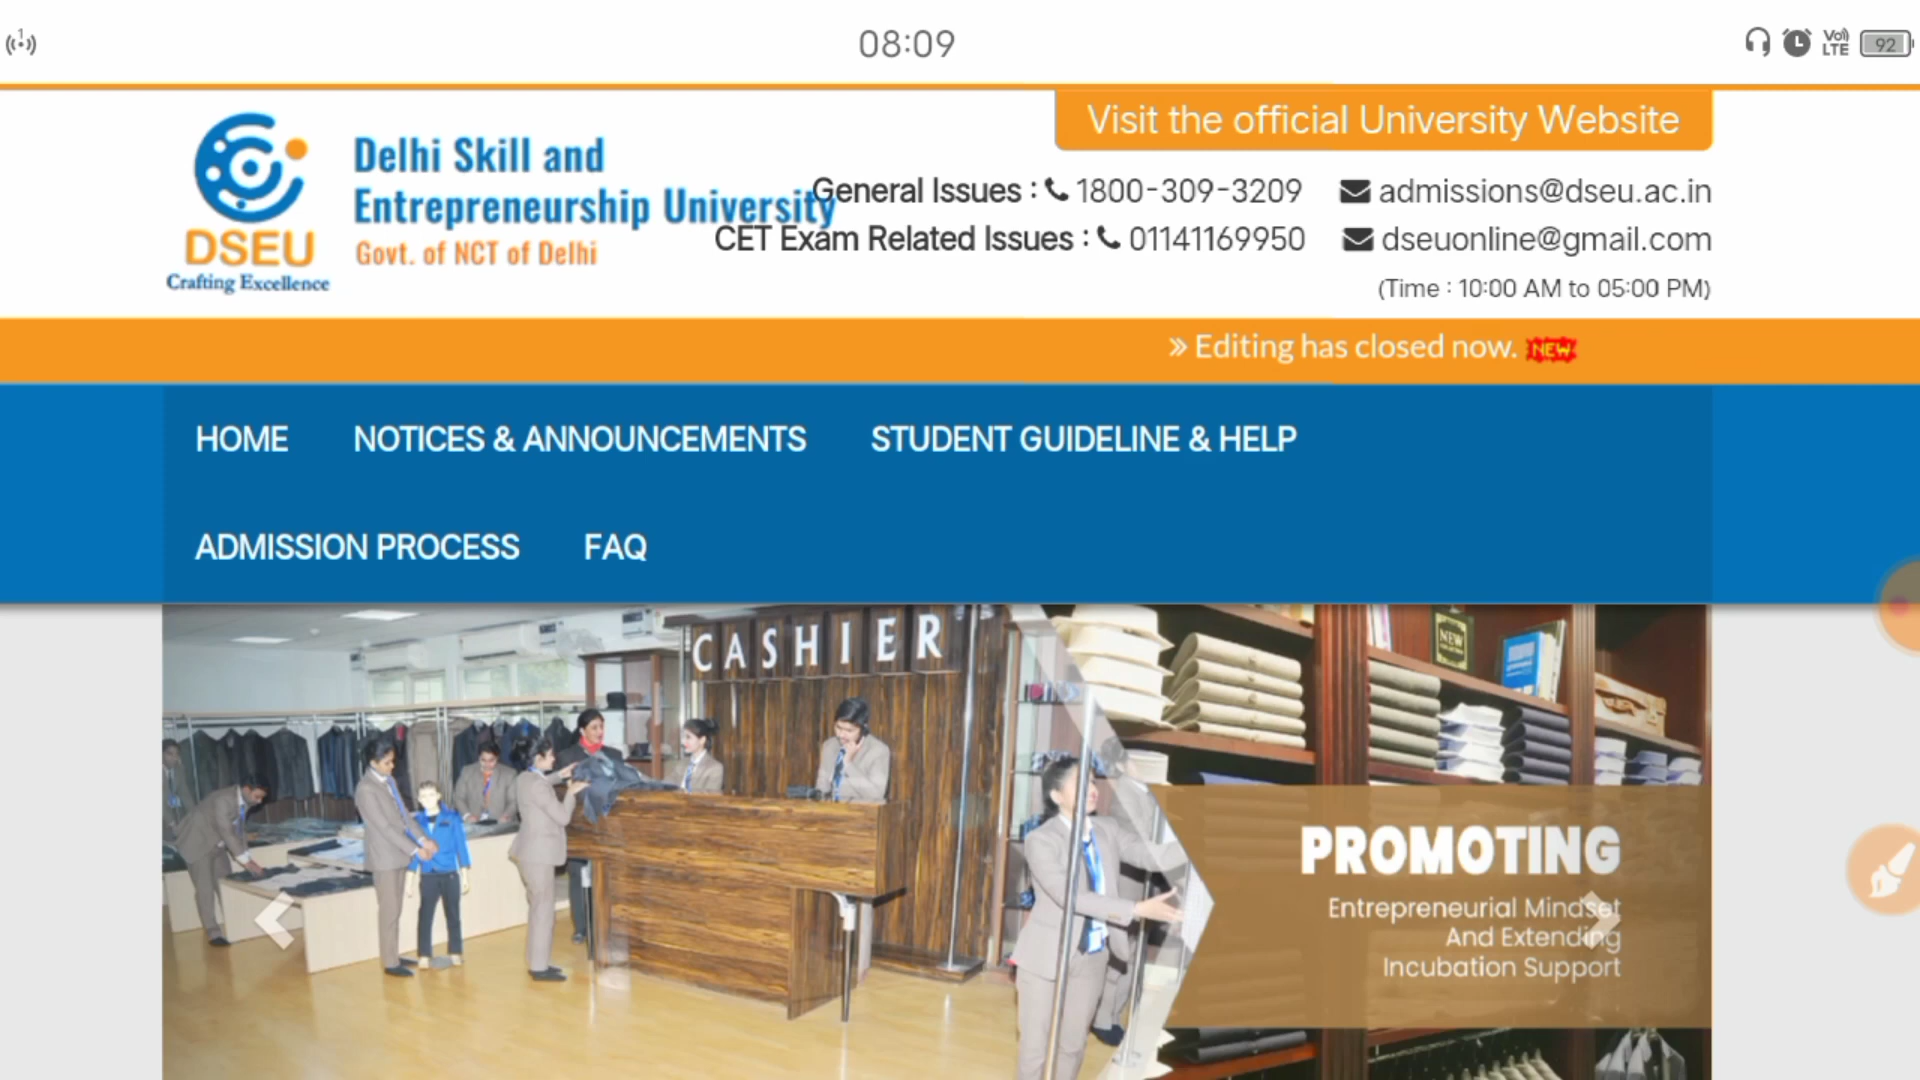 08:09
Vo)
LTE
92
Visit the official University Website
DSEU
Crafting Excellence
Delhi Skill and
Entrepreneurship University
Govt. of NCT of Delhi
General Issues : 1800-309-3209 admissions@dseu.ac.in
CET Exam Related Issues : 01141169950 dseuonline@gmail.com
(Time : 10:00 AM to 05:00 PM)
» Editing has closed now. NEW
HOME NOTICES & ANNOUNCEMENTS STUDENT GUIDELINE & HELP
ADMISSION PROCESS FAQ
CASHIER
NEW
PROMOTING
Entrepreneurial Mindset
And Extending
Incubation Support